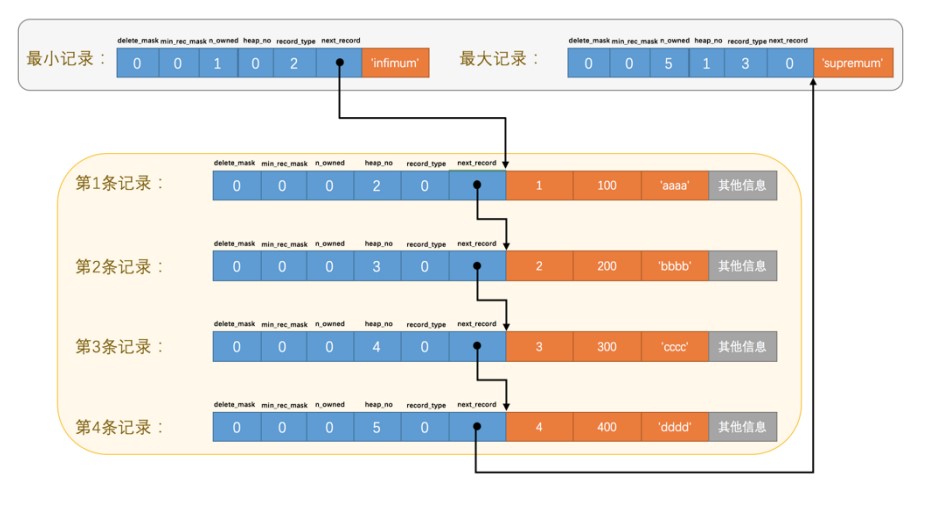 delete_mask min_rec_mask n_owned heap_no record_type next_record
最小记录： 0 0 1 0 2 'infimum'
delete_mask min_rec_mask n_owned heap_no record_type next_record
最大记录： 0 0 5 1 3 0 'supremum'
delete_mask min_rec_mask n_owned heap_no record_type next_record
第1条记录： 0 0 0 2 0 1 100 'aaaa' 其他信息
delete_mask min_rec_mask n_owned heap_no record_type next_record
第2条记录： 0 0 0 3 0 2 200 'bbbb' 其他信息
delete_mask min_rec_mask n_owned heap_no record_type next_record
第3条记录： 0 0 0 4 0 3 300 'cccc' 其他信息
delete_mask min_rec_mask n_owned heap_no record_type next_record
第4条记录： 0 0 0 5 0 4 400 'dddd' 其他信息